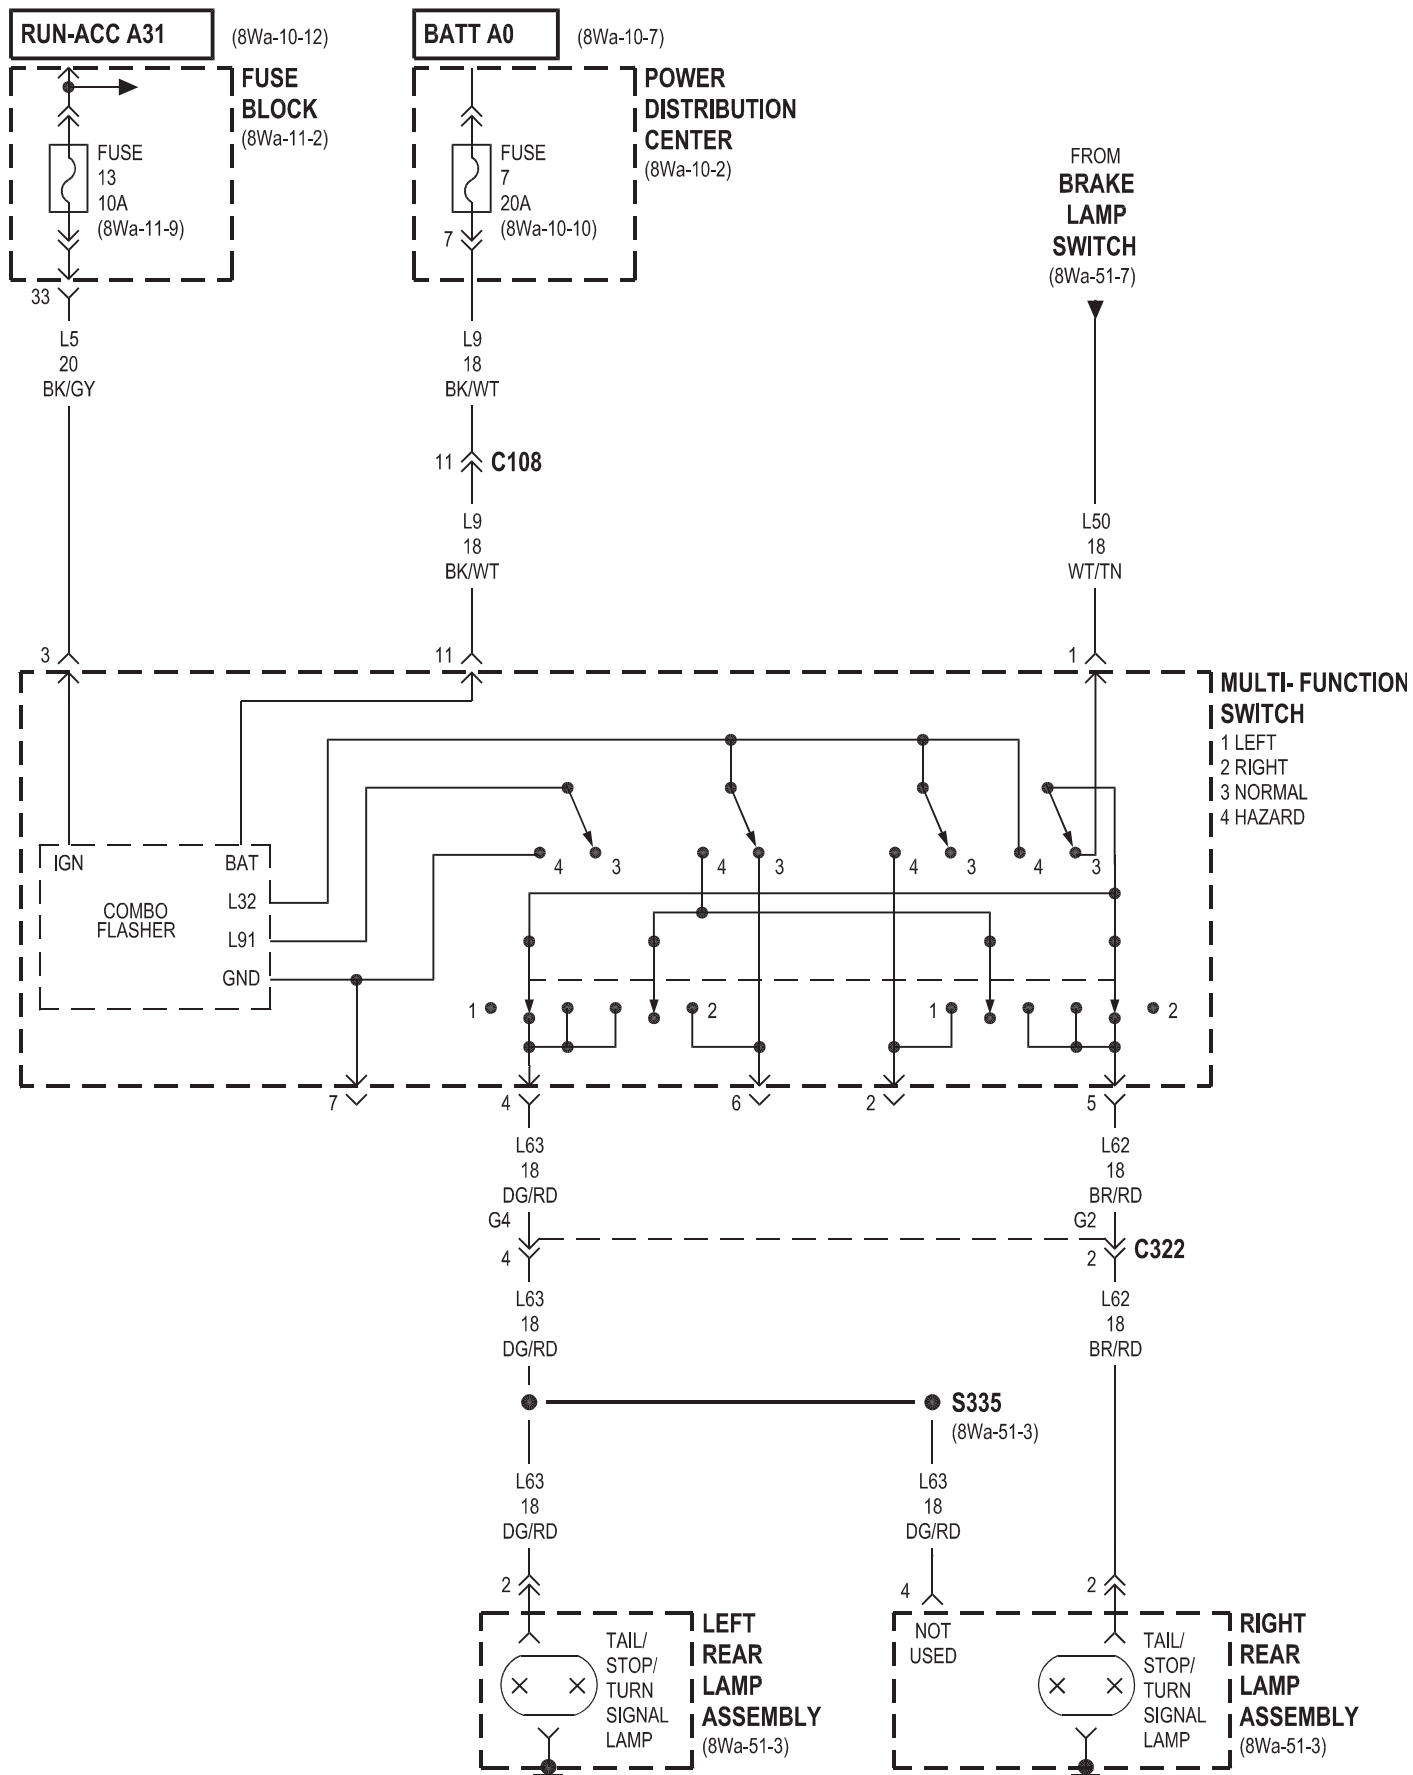 RUN-ACC A31
(8Wa-10-12)
BATT A0
(8Wa-10-7)
FUSE
BLOCK
(8Wa-11-2)
FUSE
13
10A
(8Wa-11-9)
33
POWER
DISTRIBUTION
CENTER
(8Wa-10-2)
FUSE
7
20A
(8Wa-10-10)
7
FROM
BRAKE
LAMP
SWITCH
(8Wa-51-7)
L5
20
BK/GY
L9
18
BK/WT
11
C108
L9
18
BK/WT
L50
18
WT/TN
3
11
1
MULTI- FUNCTION
SWITCH
1 LEFT
2 RIGHT
3 NORMAL
4 HAZARD
IGN
BAT
L32
L91
GND
COMBO
FLASHER
4
3
4
3
4
3
4
3
1
2
1
2
7
4
6
2
5
L63
18
DG/RD
G4
4
L62
18
BR/RD
G2
2
C322
L63
18
DG/RD
L62
18
BR/RD
S335
(8Wa-51-3)
L63
18
DG/RD
L63
18
DG/RD
2
4
2
TAIL/
STOP/
TURN
SIGNAL
LAMP
LEFT
REAR
LAMP
ASSEMBLY
(8Wa-51-3)
NOT
USED
TAIL/
STOP/
TURN
SIGNAL
LAMP
RIGHT
REAR
LAMP
ASSEMBLY
(8Wa-51-3)